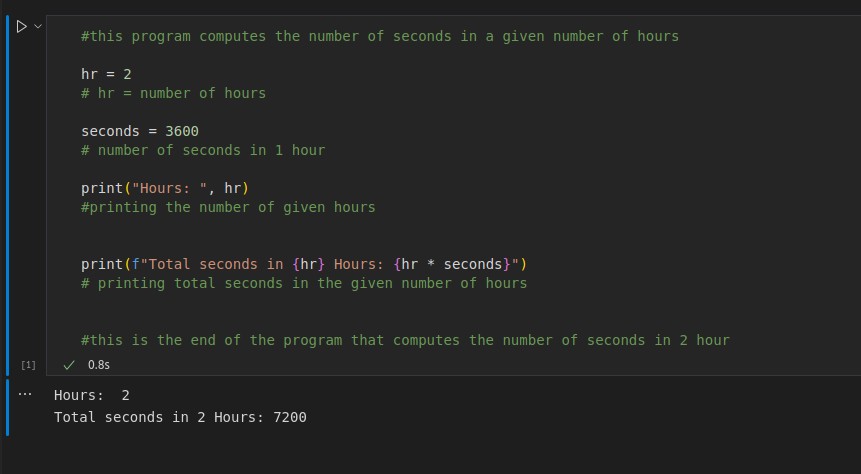 #this program computes the number of seconds in a given number of hours
hr = 2
# hr = number of hours
seconds = 3600
# number of seconds in 1 hour
print("Hours: ", hr)
#printing the number of given hours
print(f"Total seconds in {hr} Hours: {hr * seconds}")
# printing total seconds in the given number of hours
#this is the end of the program that computes the number of seconds in 2 hour
[1] 0.8s
Hours:  2
Total seconds in 2 Hours: 7200